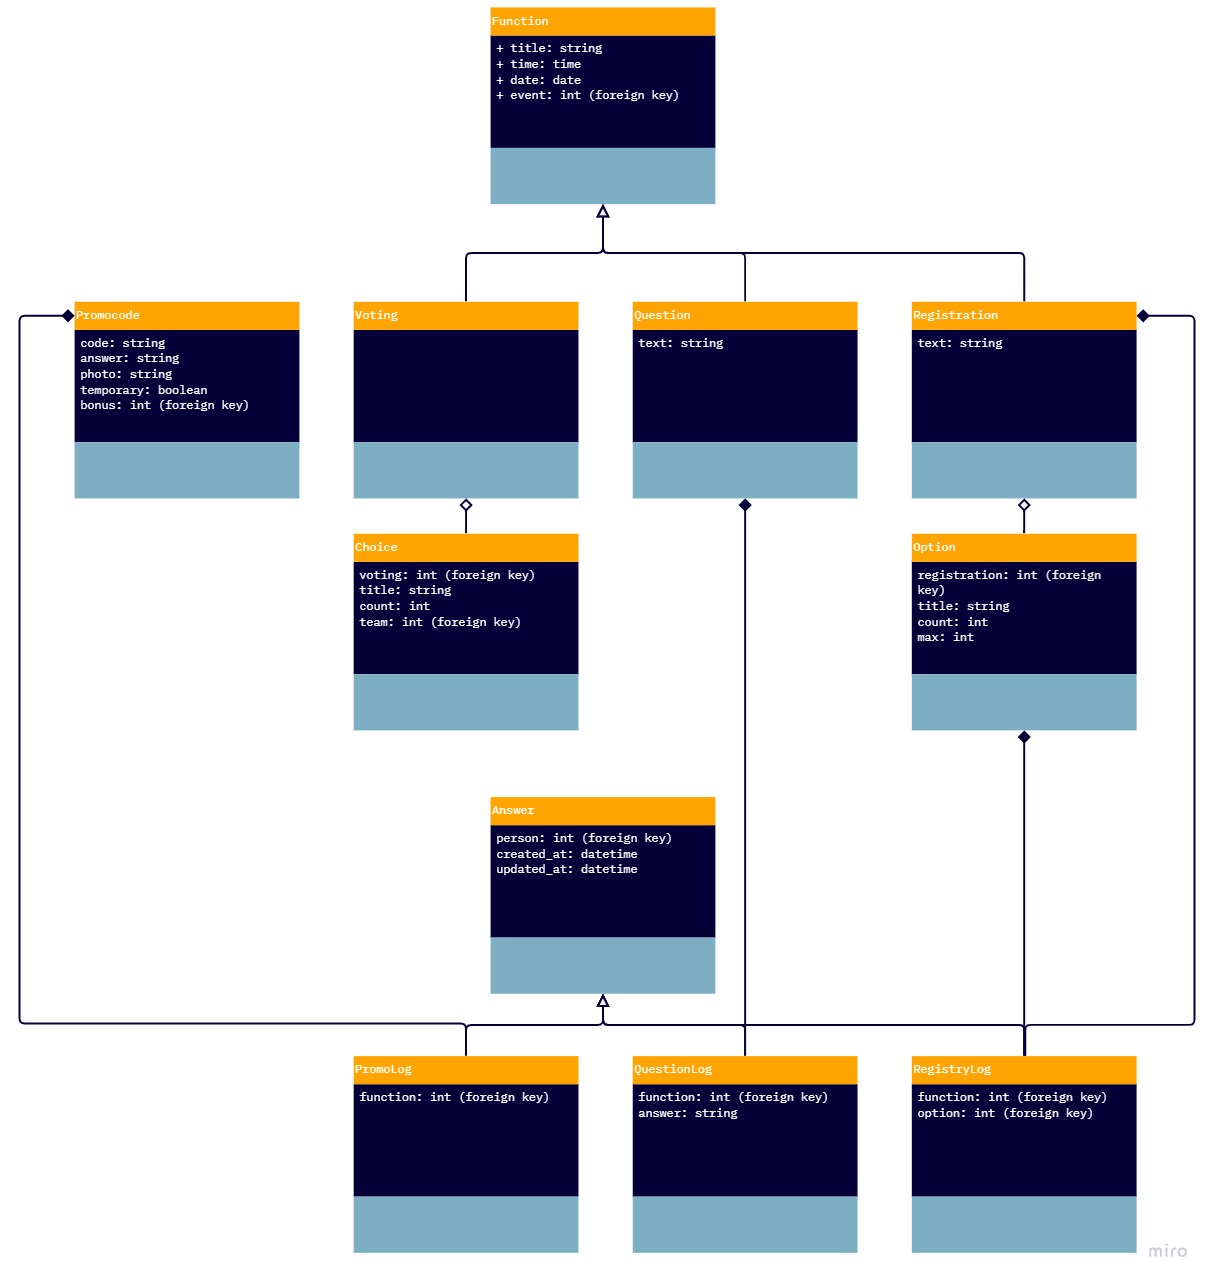 Function
+ title: string
+ time: time
+ date: date
+ event: int (foreign key)
Promocode
code: string
answer: string
photo: string
temporary: boolean
bonus: int (foreign key)
Voting
Question
text: string
Registration
text: string
Choice
voting: int (foreign key)
title: string
count: int
team: int (foreign key)
Option
registration: int (foreign
key)
title: string
count: int
max: int
Answer
person: int (foreign key)
created_at: datetime
updated_at: datetime
PromoLog
function: int (foreign key)
QuestionLog
function: int (foreign key)
answer: string
RegistryLog
function: int (foreign key)
option: int (foreign key)
miro